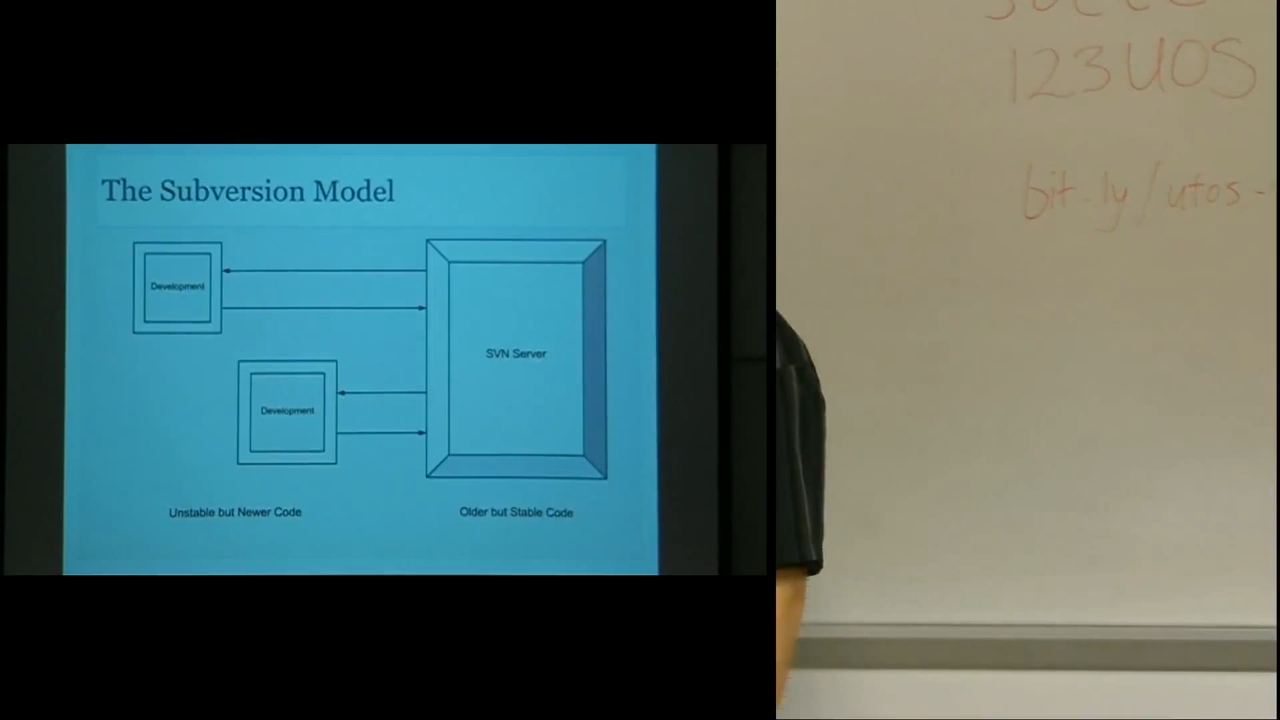 The Subversion Model
Development
SVN Server
Development
Unstable but Newer Code
Older but Stable Code
123UOS
bit.ly/utos-